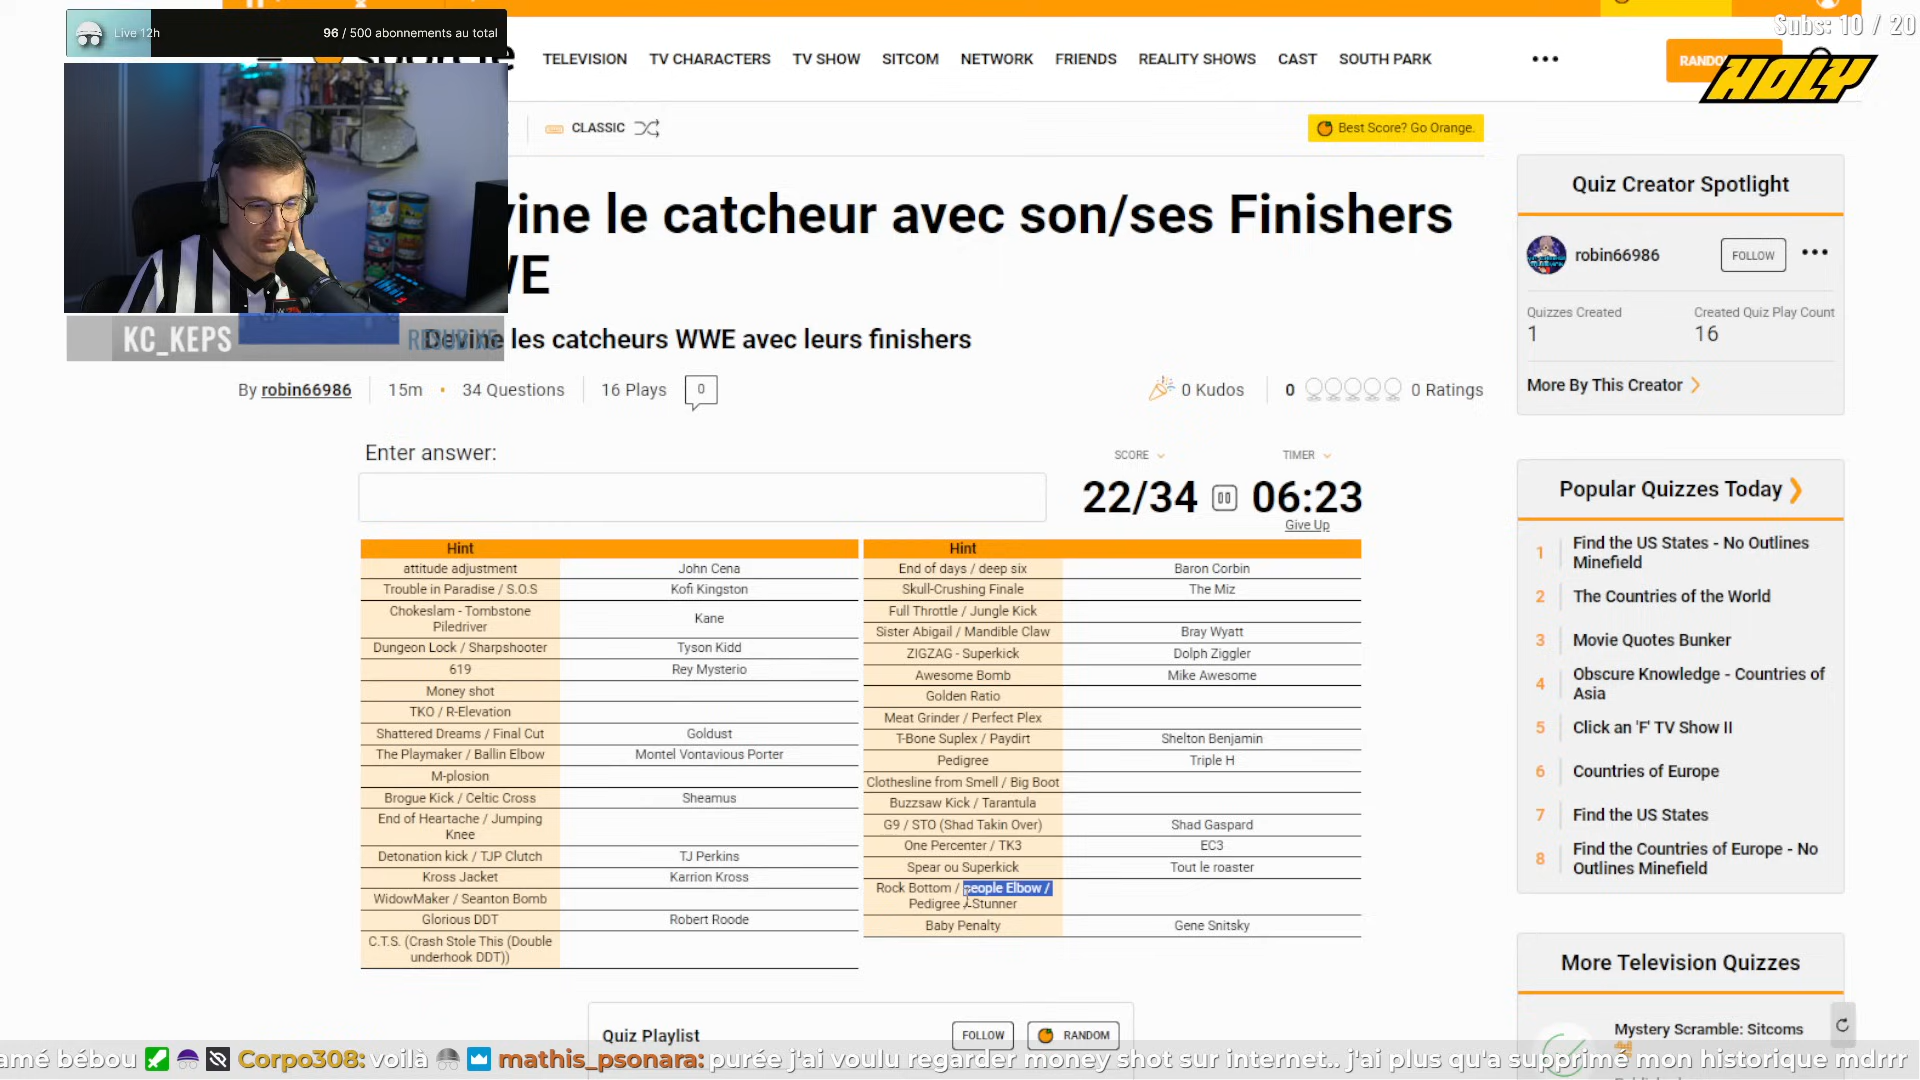 Live 12h
96 / 500 abonnements au total
TELEVISION TV CHARACTERS TV SHOW SITCOM NETWORK FRIENDS REALITY SHOWS CAST SOUTH PARK
Subs: 10 / 20
HOLY
CLASSIC
Best Score? Go Orange.
vine le catcheur avec son/ses Finishers
WE
KC_KEPS
Devine les catcheurs WWE avec leurs finishers
By robin66986
15m • 34 Questions
16 Plays
0
0 Kudos
0
0 Ratings
Enter answer:
SCORE
TIMER
22/34
06:23
Give Up
Hint
attitude adjustment John Cena
Trouble in Paradise / S.O.S Kofi Kingston
Chokeslam - Tombstone
Piledriver
Kane
Dungeon Lock / Sharpshooter Tyson Kidd
619 Rey Mysterio
Money shot
TKO / R-Elevation
Shattered Dreams / Final Cut Goldust
The Playmaker / Ballin Elbow Montel Vontavious Porter
M-plosion
Brogue Kick / Celtic Cross Sheamus
End of Heartache / Jumping
Knee
Detonation kick / TJP Clutch TJ Perkins
Kross Jacket Karrion Kross
WidowMaker / Seanton Bomb
Glorious DDT Robert Roode
C.T.S. (Crash Stole This (Double
underhook DDT))
Hint
End of days / deep six Baron Corbin
Skull-Crushing Finale The Miz
Full Throttle / Jungle Kick
Sister Abigail / Mandible Claw Bray Wyatt
ZIGZAG - Superkick Dolph Ziggler
Awesome Bomb Mike Awesome
Golden Ratio
Meat Grinder / Perfect Plex
T-Bone Suplex / Paydirt Shelton Benjamin
Pedigree Triple H
Clothesline from Smell / Big Boot
Buzzsaw Kick / Tarantula
G9 / STO (Shad Takin Over) Shad Gaspard
One Percenter / TK3 EC3
Spear ou Superkick Tout le roaster
Rock Bottom / people Elbow /
Pedigree / Stunner
Baby Penalty Gene Snitsky
Quiz Playlist
FOLLOW
RANDOM
Quiz Creator Spotlight
robin66986
FOLLOW
Quizzes Created
1
Created Quiz Play Count
16
More By This Creator
Popular Quizzes Today
1 Find the US States - No Outlines
Minefield
2 The Countries of the World
3 Movie Quotes Bunker
4 Obscure Knowledge - Countries of
Asia
5 Click an 'F' TV Show II
6 Countries of Europe
7 Find the US States
8 Find the Countries of Europe - No
Outlines Minefield
More Television Quizzes
Mystery Scramble: Sitcoms
amé bébou Corpo308: voilà mathis_psonara: purée j'ai voulu regarder money shot sur internet.. j'ai plus qu'a supprimé mon historique mdrrr